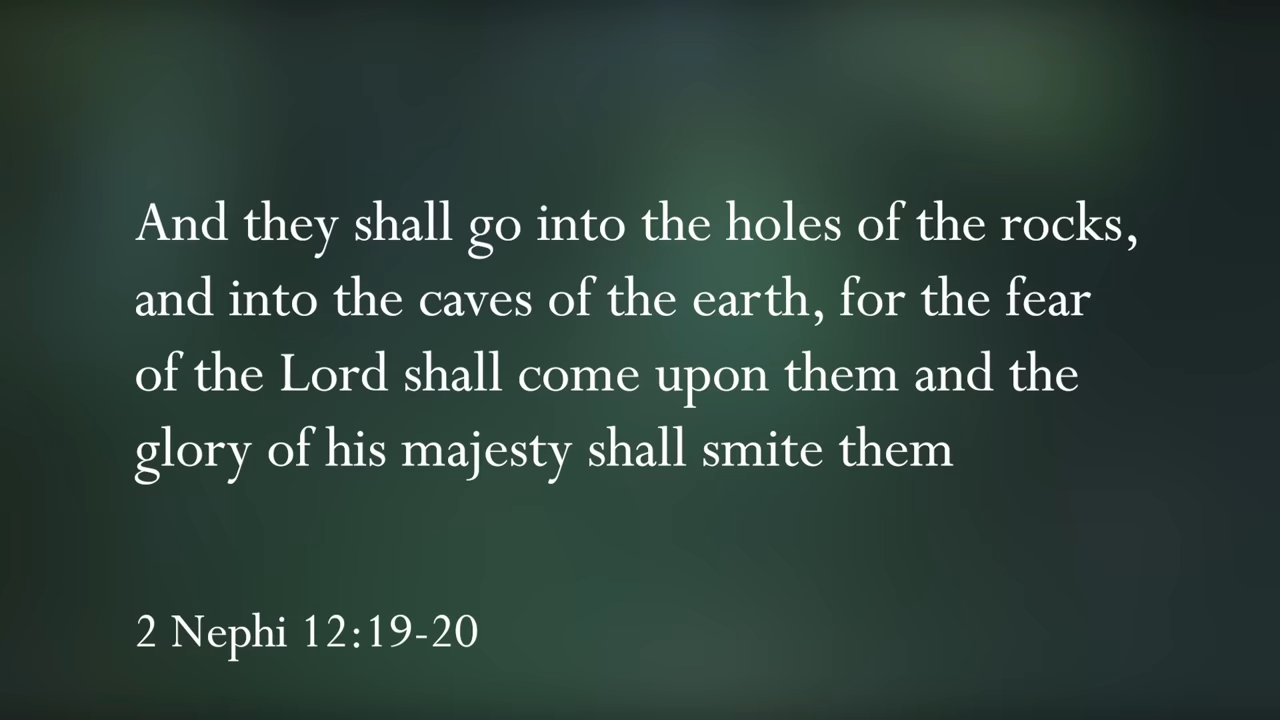 And they shall go into the holes of the rocks,
and into the caves of the earth, for the fear
of the Lord shall come upon them and the
glory of his majesty shall smite them
2 Nephi 12:19-20